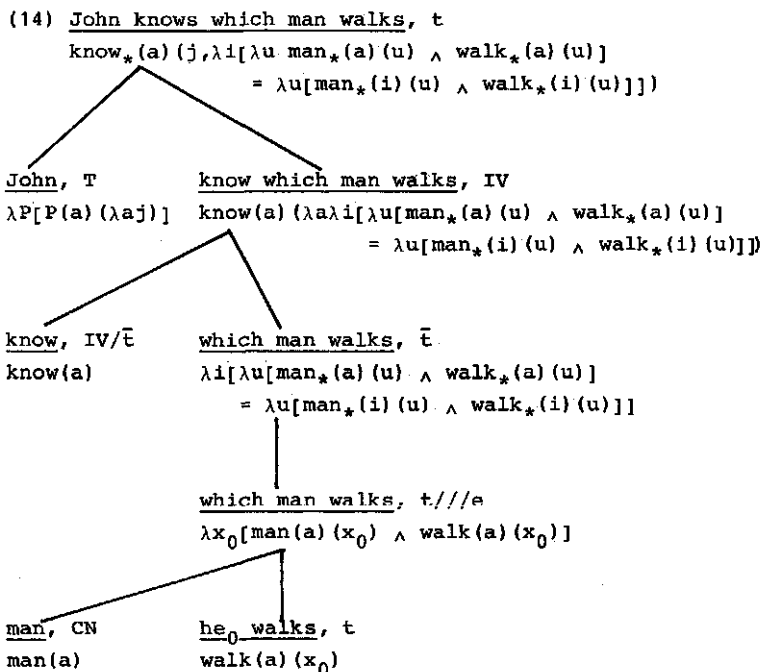 (14) John knows which man walks, t
know*(a)(j,λi[λu man*(a)(u) ∧ walk*(a)(u)]
= λu[man*(i)(u) ∧ walk*(i)(u)]])
John, T know which man walks, IV
λP[P(a)(λaj)] know(a)(λaλi[λu[man*(a)(u) ∧ walk*(a)(u)]
= λu[man*(i)(u) ∧ walk*(i)(u)]])
know, IV/t̄ which man walks, t̄
know(a) λi[λu[man*(a)(u) ∧ walk*(a)(u)]
= λu[man*(i)(u) ∧ walk*(i)(u)]]
which man walks, t///e
λx₀[man(a)(x₀) ∧ walk(a)(x₀)]
man, CN he₀ walks, t
man(a) walk(a)(x₀)